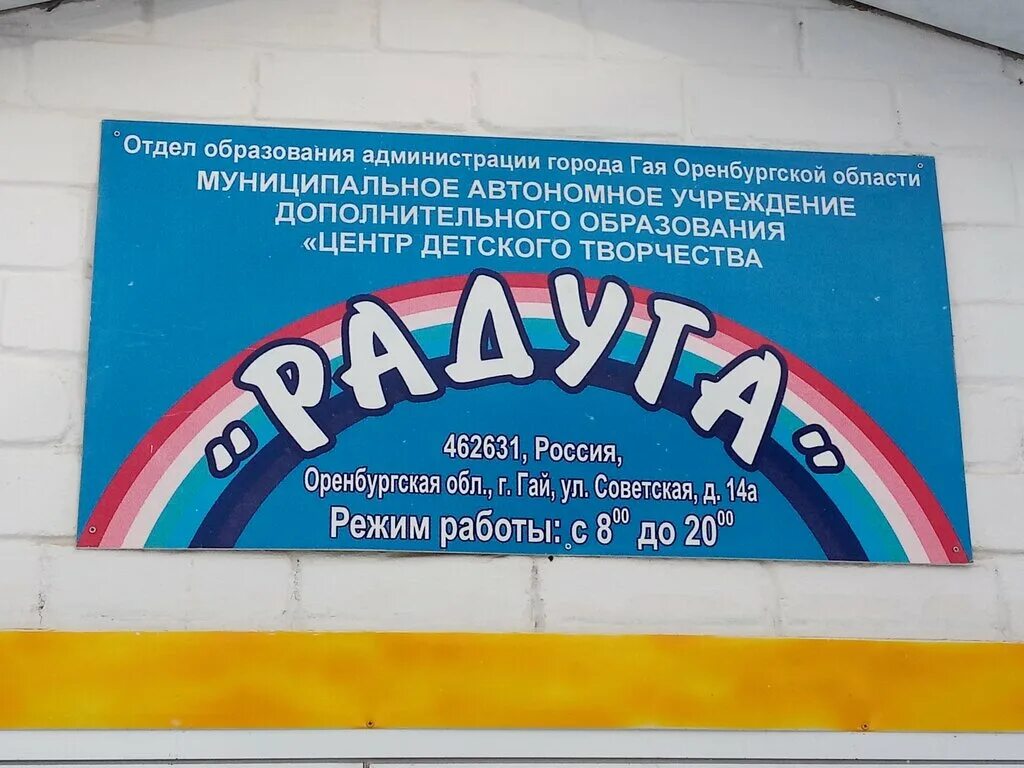 Отдел образования администрации города Гая Оренбургской области
МУНИЦИПАЛЬНОЕ АВТОНОМНОЕ УЧРЕЖДЕНИЕ
ДОПОЛНИТЕЛЬНОГО ОБРАЗОВАНИЯ
«ЦЕНТР ДЕТСКОГО ТВОРЧЕСТВА
"РАДУГА"
462631, Россия,
Оренбургская обл., г. Гай, ул. Советская, д. 14а
Режим работы: с 8⁰⁰ до 20⁰⁰